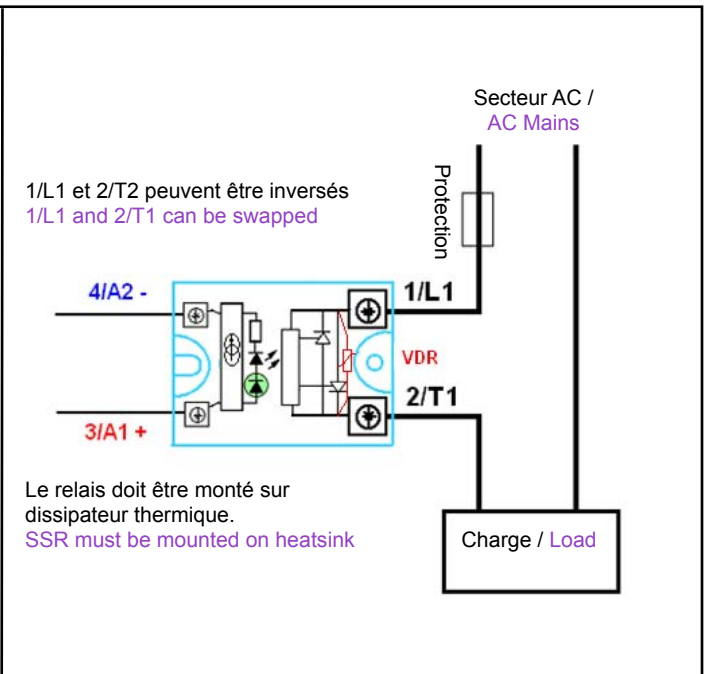 Secteur AC /
AC Mains
Protection
1/L1 et 2/T2 peuvent être inversés
1/L1 and 2/T1 can be swapped
4/A2 -
1/L1
VDR
2/T1
3/A1 +
Le relais doit être monté sur
dissipateur thermique.
SSR must be mounted on heatsink
Charge / Load